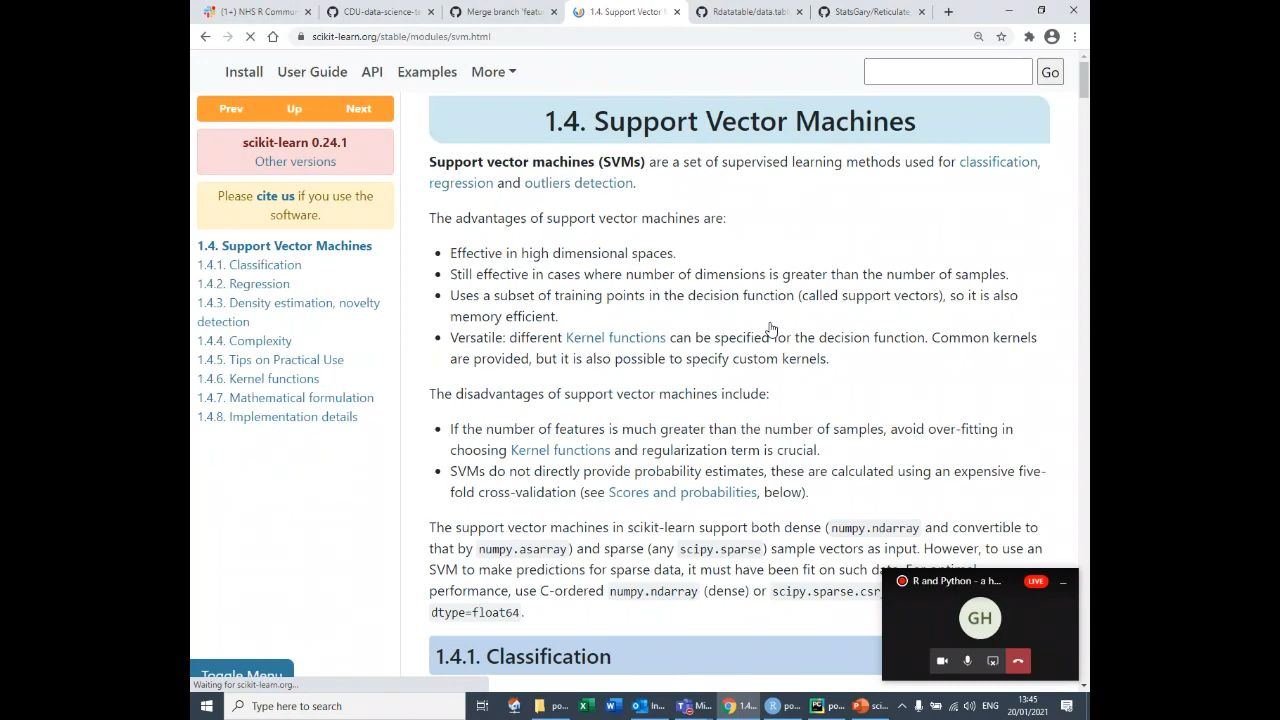 (1+) NHS R Commun
CDU-data-science-te
Merge branch 'featu
1.4. Support Vector
Rdatatable/data.tab
StatsGary/Reticulate
scikit-learn.org/stable/modules/svm.html
Install User Guide API Examples More
Go
Prev Up Next
scikit-learn 0.24.1
Other versions
Please cite us if you use the
software.
1.4. Support Vector Machines
1.4.1. Classification
1.4.2. Regression
1.4.3. Density estimation, novelty
detection
1.4.4. Complexity
1.4.5. Tips on Practical Use
1.4.6. Kernel functions
1.4.7. Mathematical formulation
1.4.8. Implementation details
Toggle Menu
Waiting for scikit-learn.org...
1.4. Support Vector Machines
Support vector machines (SVMs) are a set of supervised learning methods used for classification,
regression and outliers detection.
The advantages of support vector machines are:
• Effective in high dimensional spaces.
• Still effective in cases where number of dimensions is greater than the number of samples.
• Uses a subset of training points in the decision function (called support vectors), so it is also
memory efficient.
• Versatile: different Kernel functions can be specified for the decision function. Common kernels
are provided, but it is also possible to specify custom kernels.
The disadvantages of support vector machines include:
• If the number of features is much greater than the number of samples, avoid over-fitting in
choosing Kernel functions and regularization term is crucial.
• SVMs do not directly provide probability estimates, these are calculated using an expensive five-
fold cross-validation (see Scores and probabilities, below).
The support vector machines in scikit-learn support both dense (numpy.ndarray and convertible to
that by numpy.asarray) and sparse (any scipy.sparse) sample vectors as input. However, to use an
SVM to make predictions for sparse data, it must have been fit on such data. For optimal
performance, use C-ordered numpy.ndarray (dense) or scipy.sparse.csr
dtype=float64.
1.4.1. Classification
R and Python - a h... LIVE
GH
Type here to search
po... In... Mi... 1.4... po... po... sci...
ENG
13:45
20/01/2021